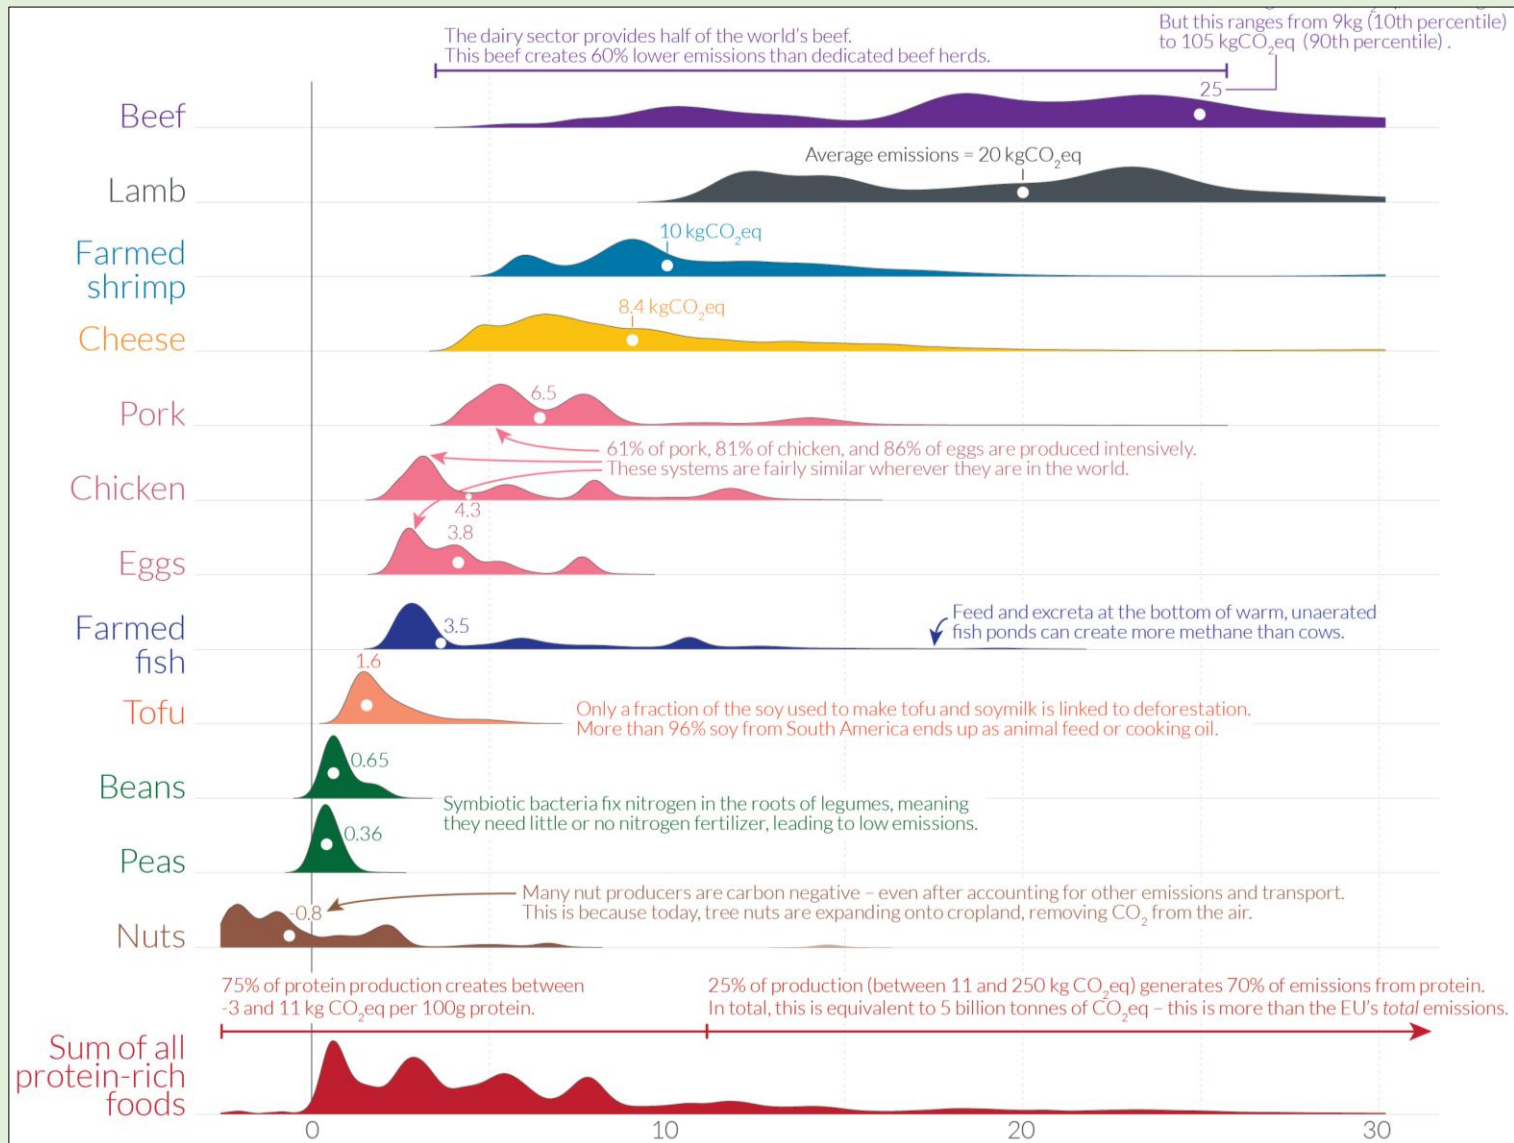 But this ranges from 9kg (10th percentile)
to 105 kgCO₂eq (90th percentile) .
The dairy sector provides half of the world's beef.
This beef creates 60% lower emissions than dedicated beef herds.
25
Beef
Average emissions = 20 kgCO₂eq
Lamb
10 kgCO₂eq
Farmed
shrimp
8.4 kgCO₂eq
Cheese
6.5
Pork
61% of pork, 81% of chicken, and 86% of eggs are produced intensively.
These systems are fairly similar wherever they are in the world.
Chicken
4.3
3.8
Eggs
Farmed
fish
3.5
Feed and excreta at the bottom of warm, unaerated
fish ponds can create more methane than cows.
1.6
Tofu
Only a fraction of the soy used to make tofu and soymilk is linked to deforestation.
More than 96% soy from South America ends up as animal feed or cooking oil.
0.65
Beans
Symbiotic bacteria fix nitrogen in the roots of legumes, meaning
they need little or no nitrogen fertilizer, leading to low emissions.
0.36
Peas
Many nut producers are carbon negative – even after accounting for other emissions and transport.
This is because today, tree nuts are expanding onto cropland, removing CO₂ from the air.
-0.8
Nuts
75% of protein production creates between
-3 and 11 kg CO₂eq per 100g protein.
25% of production (between 11 and 250 kg CO₂eq) generates 70% of emissions from protein.
In total, this is equivalent to 5 billion tonnes of CO₂eq – this is more than the EU's total emissions.
Sum of all
protein-rich
foods
0
10
20
30